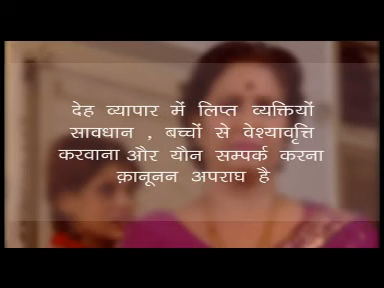 देह व्यापार में लिप्त व्यक्तियों
सावधान , बच्चों से वेश्यावृत्ति
करवाना और यौन सम्पर्क करना
क़ानूनन अपराध है